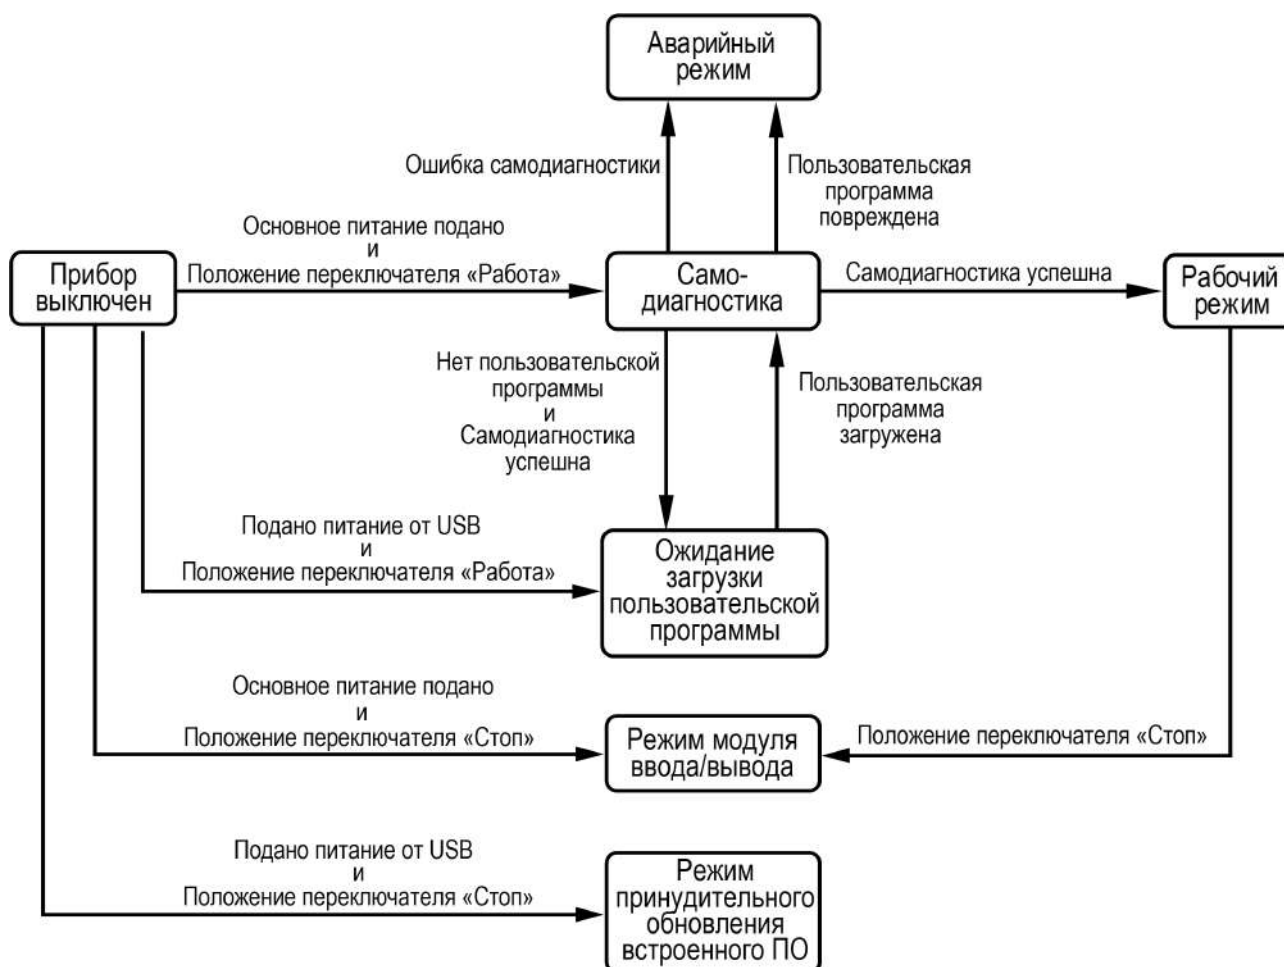 Аварийный
режим
Ошибка самодиагностики
Пользовательская
программа
повреждена
Основное питание подано
и
Положение переключателя «Работа»
Прибор
выключен
Само-
диагностика
Самодиагностика успешна
Рабочий
режим
Нет пользовательской
программы
и
Самодиагностика
успешна
Пользовательская
программа
загружена
Подано питание от USB
и
Положение переключателя «Работа»
Ожидание
загрузки
пользовательской
программы
Основное питание подано
и
Положение переключателя «Стоп»
Режим модуля
ввода/вывода
Положение переключателя «Стоп»
Подано питание от USB
и
Положение переключателя «Стоп»
Режим
принудительного
обновления
встроенного ПО